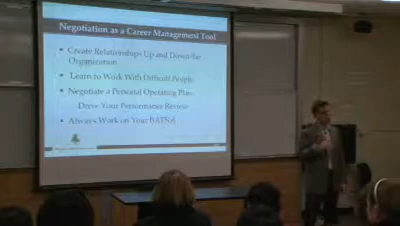 Negotiation as a Career Management Tool
Create Relationships Up and Down the
Organization
Learn to Work With Difficult People
Negotiate a Personal Operating Plan
Drive Your Performance Review
Always Work on Your BATNA